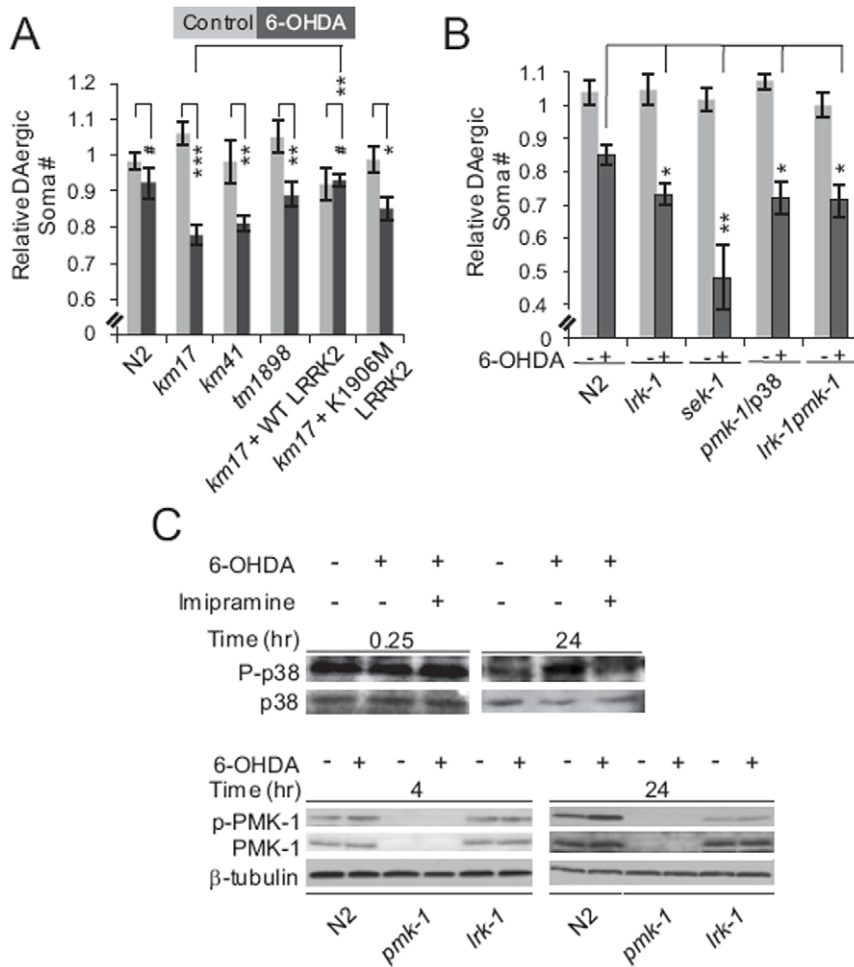 A
Control 6-OHDA
Relative DAergic
Soma #
1.2
1.1
1
0.9
0.8
0.7
0.6
0
# *** ** ** # * **
N2 km17 km41 tm1898 km17 + WT LRRK2 km17 + K1906M LRRK2
B
Relative DAergic
Soma #
1.1
1
0.9
0.8
0.7
0.6
0.5
0.4
0
* ** * *
6-OHDA - + - + - + - + - +
N2 lrk-1 sek-1 pmk-1/p38 lrk-1pmk-1
C
6-OHDA - + + - + +
Imipramine - - + - - +
Time (hr) 0.25 24
P-p38
p38
6-OHDA - + - + - + - + - + - +
Time (hr) 4 24
p-PMK-1
PMK-1
β-tubulin
N2 pmk-1 lrk-1 N2 pmk-1 lrk-1